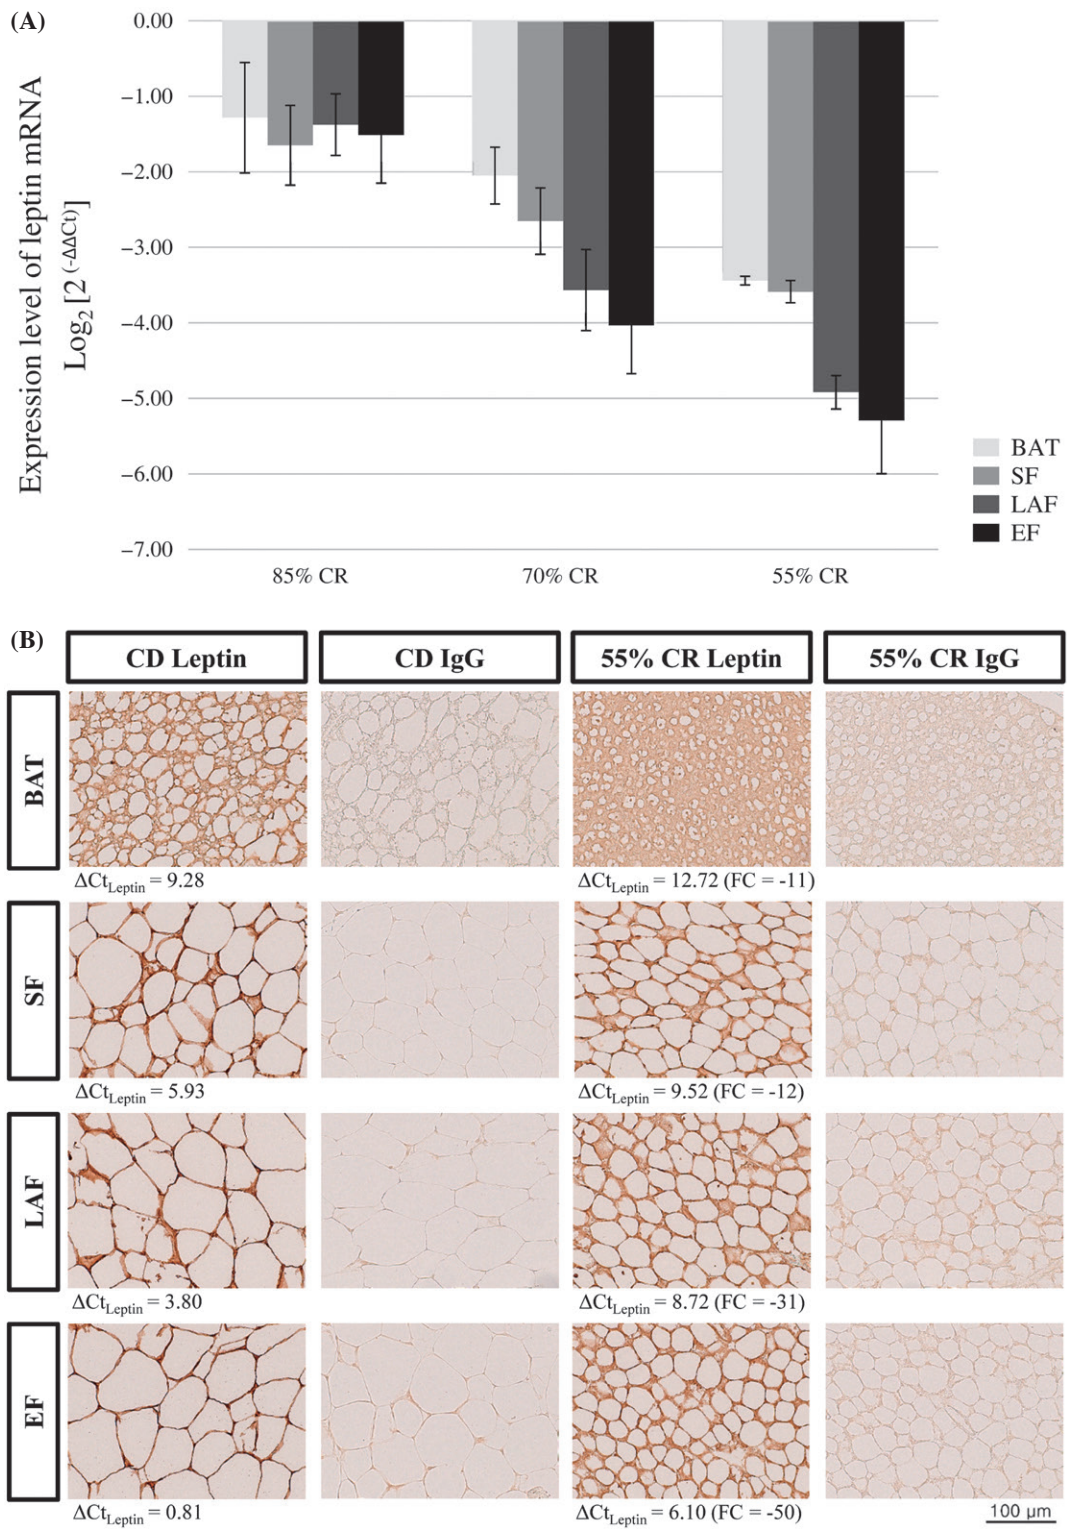 (A)
Expression level of leptin mRNA
Log2 [2 (-ΔΔCt)]
0.00
−1.00
−2.00
−3.00
−4.00
−5.00
−6.00
−7.00
85% CR
70% CR
55% CR
BAT
SF
LAF
EF
(B)
CD Leptin
CD IgG
55% CR Leptin
55% CR IgG
BAT
ΔCtLeptin = 9.28
ΔCtLeptin = 12.72 (FC = -11)
SF
ΔCtLeptin = 5.93
ΔCtLeptin = 9.52 (FC = -12)
LAF
ΔCtLeptin = 3.80
ΔCtLeptin = 8.72 (FC = -31)
EF
ΔCtLeptin = 0.81
ΔCtLeptin = 6.10 (FC = -50)
100 µm